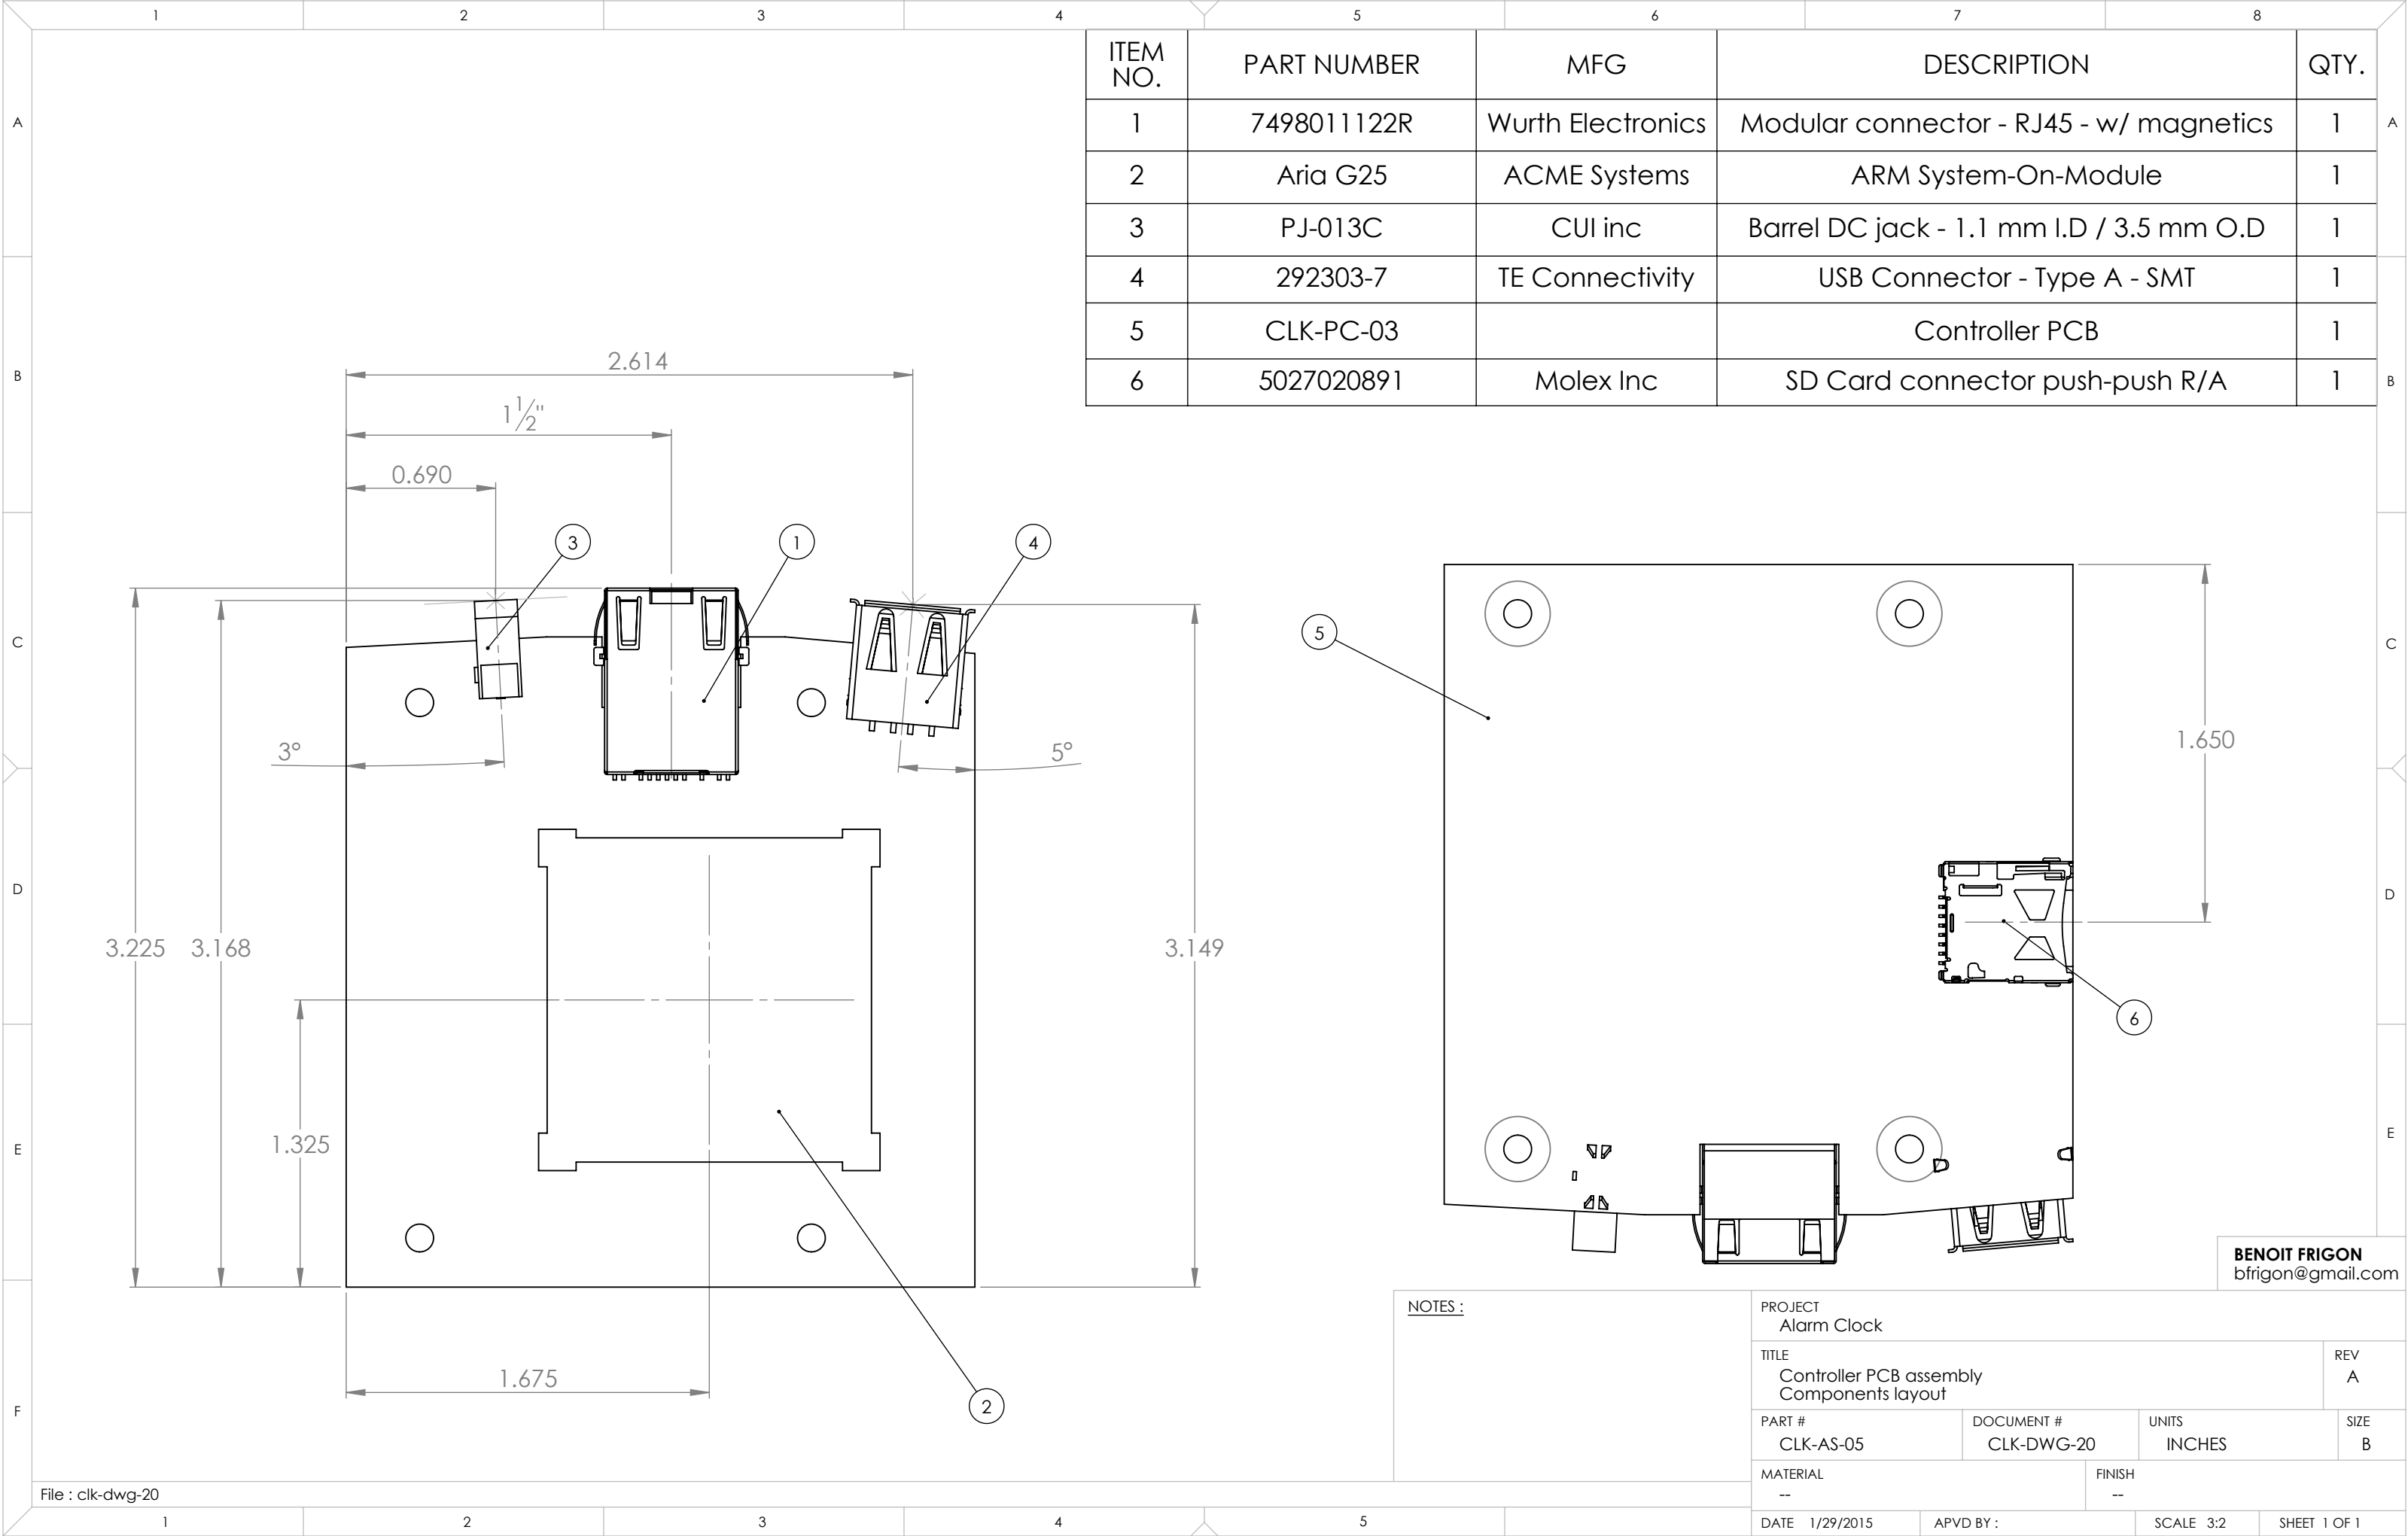 1 2 3 4 5 6 7 8
ITEM NO. PART NUMBER MFG DESCRIPTION QTY.
1 7498011122R Wurth Electronics Modular connector - RJ45 - w/ magnetics 1
2 Aria G25 ACME Systems ARM System-On-Module 1
3 PJ-013C CUI inc Barrel DC jack - 1.1 mm I.D / 3.5 mm O.D 1
4 292303-7 TE Connectivity USB Connector - Type A - SMT 1
5 CLK-PC-03 Controller PCB 1
6 5027020891 Molex Inc SD Card connector push-push R/A 1
A A
B B
C C
D D
E E
F
2.614
1 1/2"
0.690
3 1 4
3° 5°
3.225 3.168 3.149
1.325
1.675
2
5
1.650
6
BENOIT FRIGON
bfrigon@gmail.com
NOTES :
PROJECT
Alarm Clock
TITLE
Controller PCB assembly
Components layout
REV
A
PART #
CLK-AS-05
DOCUMENT #
CLK-DWG-20
UNITS
INCHES
SIZE
B
MATERIAL
--
FINISH
--
DATE 1/29/2015 APVD BY : SCALE 3:2 SHEET 1 OF 1
File : clk-dwg-20
1 2 3 4 5